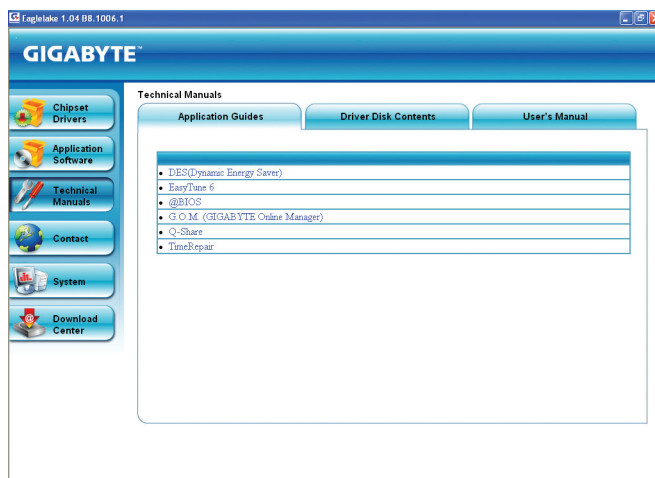 Eaglelake 1.04 B8.1006.1
GIGABYTE™
Chipset
Drivers
Application
Software
Technical
Manuals
Contact
System
Download
Center
Technical Manuals
Application Guides
Driver Disk Contents
User's Manual
• DES(Dynamic Energy Saver)
• EasyTune 6
• @BIOS
• G.O.M. (GIGABYTE Online Manager)
• Q-Share
• TimeRepair